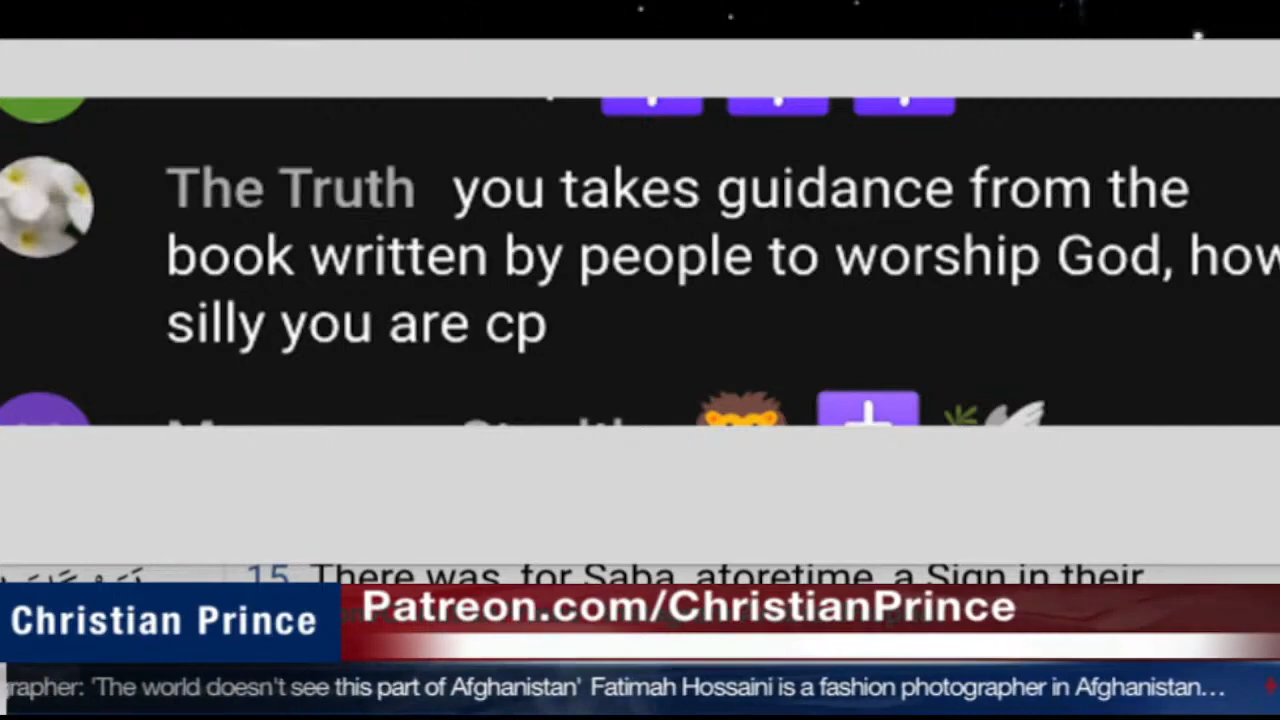 The Truth you takes guidance from the
book written by people to worship God, how
silly you are cp
15 There was, for Saba, aforetime, a Sign in their
Christian Prince
Patreon.com/ChristianPrince
grapher: 'The world doesn't see this part of Afghanistan' Fatimah Hossaini is a fashion photographer in Afghanistan...